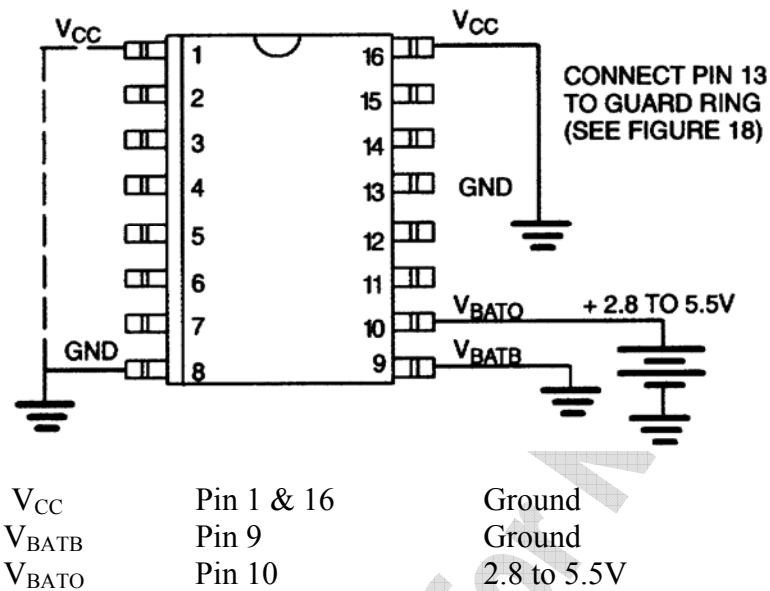 VCC
VCC
1
2
3
4
5
6
7
8
16
15
14
13
12
11
10
9
CONNECT PIN 13
TO GUARD RING
(SEE FIGURE 18)
GND
VBATO
+ 2.8 TO 5.5V
VBATB
GND
VCC Pin 1 & 16 Ground
VBATB Pin 9 Ground
VBATO Pin 10 2.8 to 5.5V